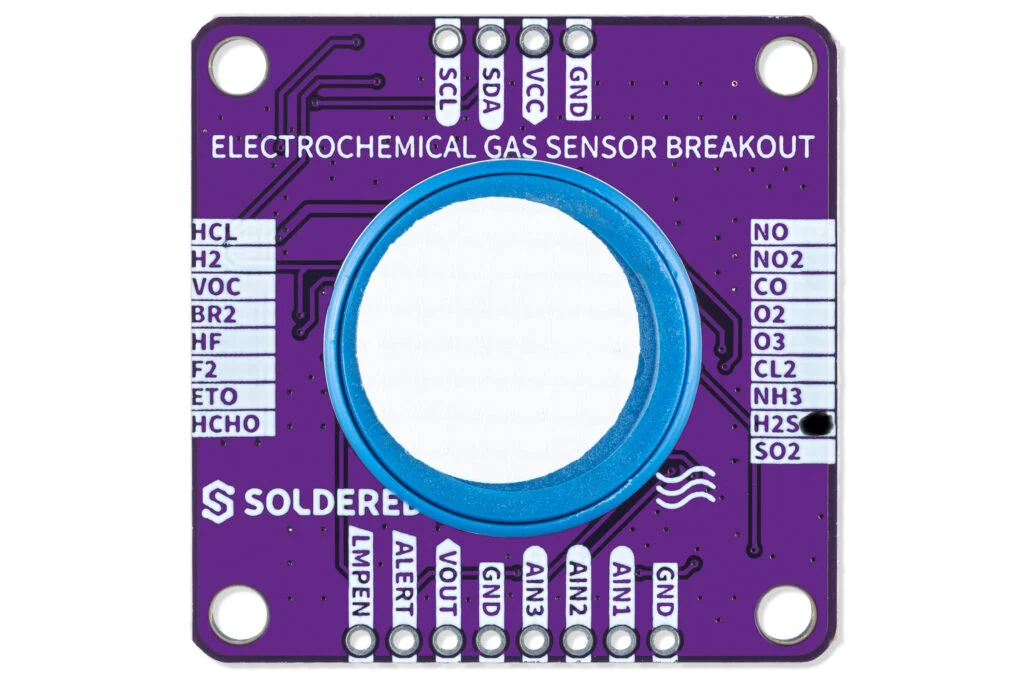 SCL
SDA
VCC
GND
ELECTROCHEMICAL GAS SENSOR BREAKOUT
HCL
H2
VOC
BR2
HF
F2
ETO
HCHO
NO
NO2
CO
O2
O3
CL2
NH3
H2S
SO2
SOLDERED
LMPEN
ALERT
VOUT
GND
AIN3
AIN2
AIN1
GND